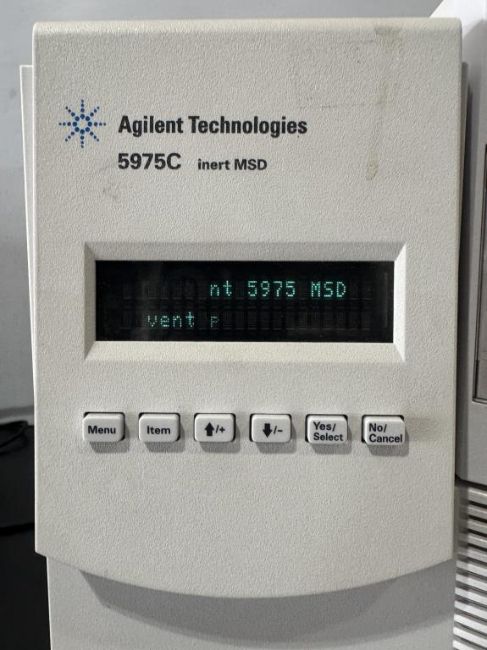 Agilent Technologies
5975C inert MSD
nt 5975 MSD
vent P
Menu
Item
⬆/+
⬇/-
Yes/
Select
No/
Cancel